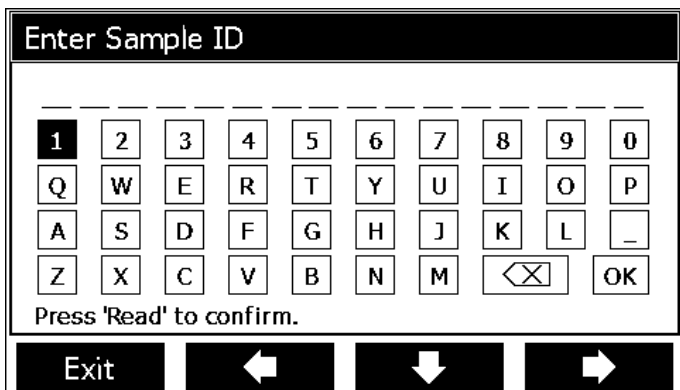 Enter Sample ID
1 2 3 4 5 6 7 8 9 0
Q W E R T Y U I O P
A S D F G H J K L _
Z X C V B N M OK
Press 'Read' to confirm.
Exit